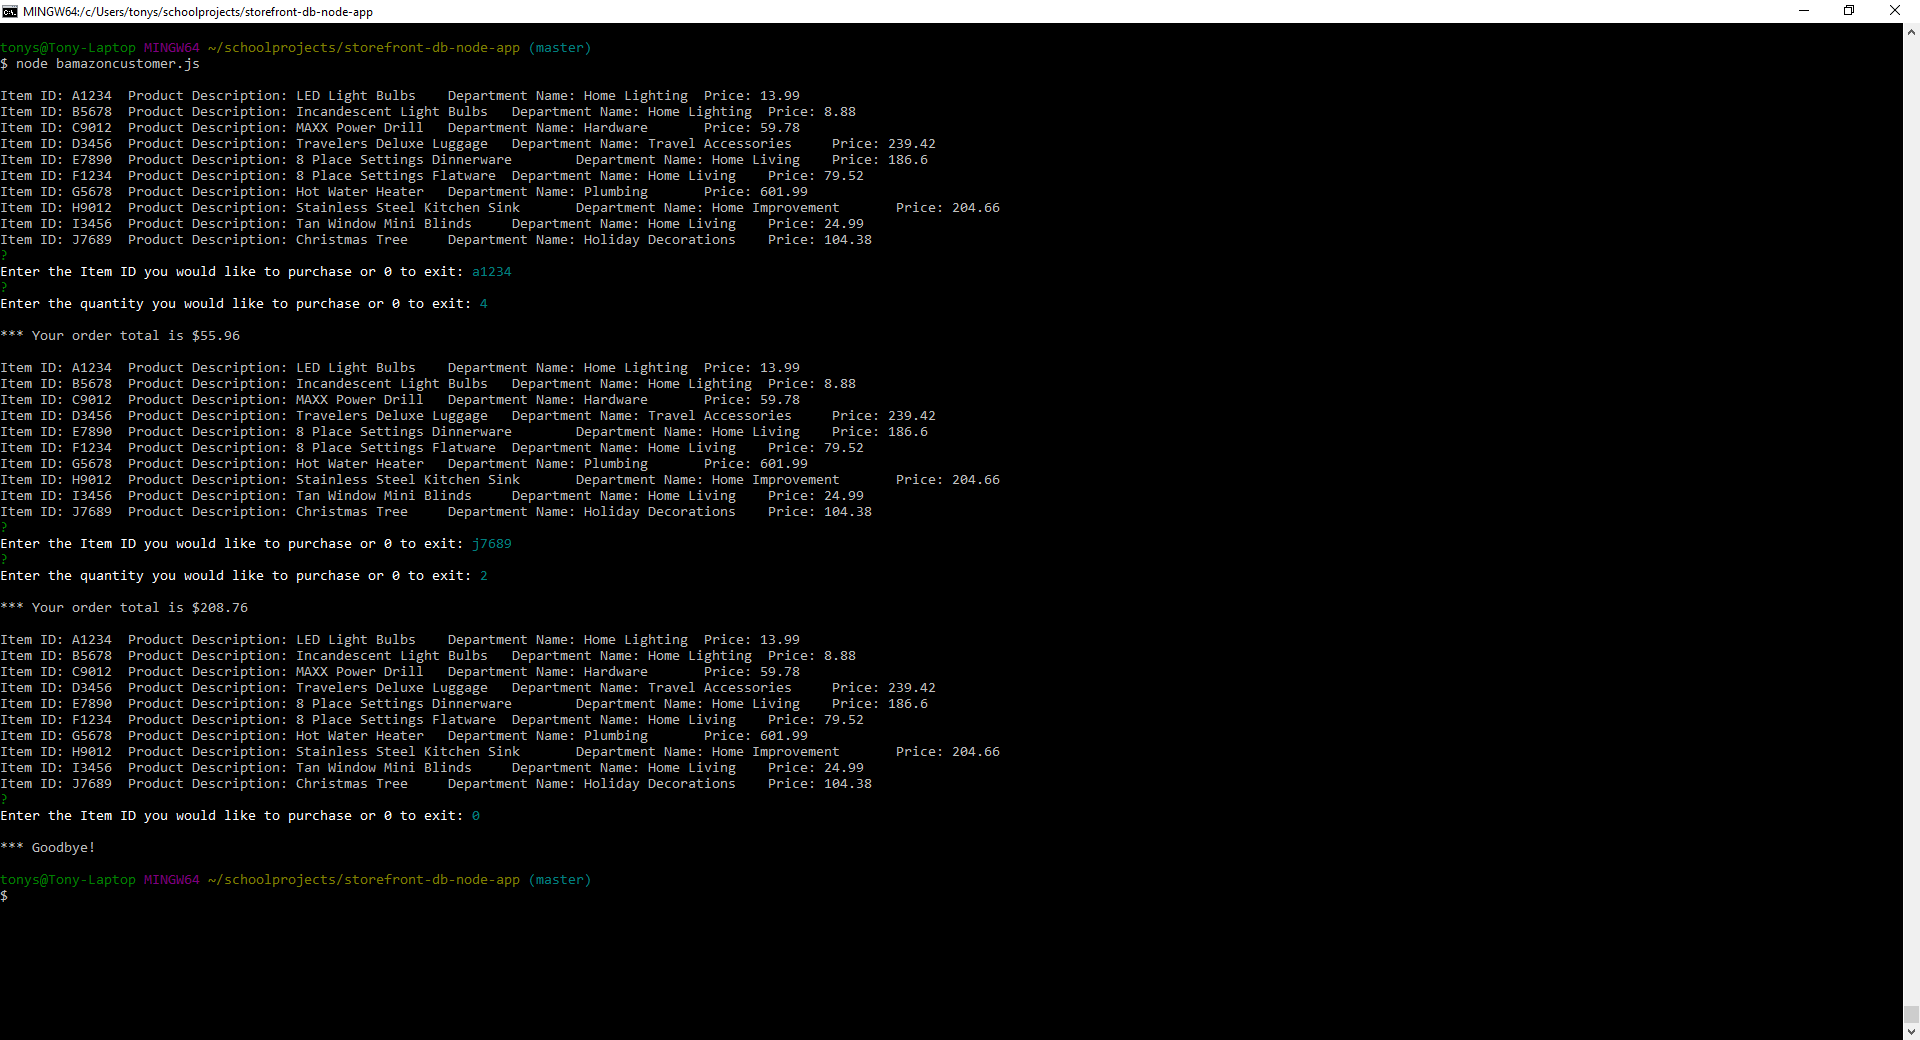 MINGW64:/c/Users/tonys/schoolprojects/storefront-db-node-app
tonys@Tony-Laptop MINGW64 ~/schoolprojects/storefront-db-node-app (master)
$ node bamazoncustomer.js
Item ID: A1234  Product Description: LED Light Bulbs    Department Name: Home Lighting  Price: 13.99
Item ID: B5678  Product Description: Incandescent Light Bulbs   Department Name: Home Lighting  Price: 8.88
Item ID: C9012  Product Description: MAXX Power Drill   Department Name: Hardware       Price: 59.78
Item ID: D3456  Product Description: Travelers Deluxe Luggage   Department Name: Travel Accessories     Price: 239.42
Item ID: E7890  Product Description: 8 Place Settings Dinnerware        Department Name: Home Living    Price: 186.6
Item ID: F1234  Product Description: 8 Place Settings Flatware  Department Name: Home Living    Price: 79.52
Item ID: G5678  Product Description: Hot Water Heater   Department Name: Plumbing       Price: 601.99
Item ID: H9012  Product Description: Stainless Steel Kitchen Sink       Department Name: Home Improvement       Price: 204.66
Item ID: I3456  Product Description: Tan Window Mini Blinds     Department Name: Home Living    Price: 24.99
Item ID: J7689  Product Description: Christmas Tree     Department Name: Holiday Decorations    Price: 104.38
?
Enter the Item ID you would like to purchase or 0 to exit: a1234
?
Enter the quantity you would like to purchase or 0 to exit: 4
*** Your order total is $55.96
Item ID: A1234  Product Description: LED Light Bulbs    Department Name: Home Lighting  Price: 13.99
Item ID: B5678  Product Description: Incandescent Light Bulbs   Department Name: Home Lighting  Price: 8.88
Item ID: C9012  Product Description: MAXX Power Drill   Department Name: Hardware       Price: 59.78
Item ID: D3456  Product Description: Travelers Deluxe Luggage   Department Name: Travel Accessories     Price: 239.42
Item ID: E7890  Product Description: 8 Place Settings Dinnerware        Department Name: Home Living    Price: 186.6
Item ID: F1234  Product Description: 8 Place Settings Flatware  Department Name: Home Living    Price: 79.52
Item ID: G5678  Product Description: Hot Water Heater   Department Name: Plumbing       Price: 601.99
Item ID: H9012  Product Description: Stainless Steel Kitchen Sink       Department Name: Home Improvement       Price: 204.66
Item ID: I3456  Product Description: Tan Window Mini Blinds     Department Name: Home Living    Price: 24.99
Item ID: J7689  Product Description: Christmas Tree     Department Name: Holiday Decorations    Price: 104.38
?
Enter the Item ID you would like to purchase or 0 to exit: j7689
?
Enter the quantity you would like to purchase or 0 to exit: 2
*** Your order total is $208.76
Item ID: A1234  Product Description: LED Light Bulbs    Department Name: Home Lighting  Price: 13.99
Item ID: B5678  Product Description: Incandescent Light Bulbs   Department Name: Home Lighting  Price: 8.88
Item ID: C9012  Product Description: MAXX Power Drill   Department Name: Hardware       Price: 59.78
Item ID: D3456  Product Description: Travelers Deluxe Luggage   Department Name: Travel Accessories     Price: 239.42
Item ID: E7890  Product Description: 8 Place Settings Dinnerware        Department Name: Home Living    Price: 186.6
Item ID: F1234  Product Description: 8 Place Settings Flatware  Department Name: Home Living    Price: 79.52
Item ID: G5678  Product Description: Hot Water Heater   Department Name: Plumbing       Price: 601.99
Item ID: H9012  Product Description: Stainless Steel Kitchen Sink       Department Name: Home Improvement       Price: 204.66
Item ID: I3456  Product Description: Tan Window Mini Blinds     Department Name: Home Living    Price: 24.99
Item ID: J7689  Product Description: Christmas Tree     Department Name: Holiday Decorations    Price: 104.38
?
Enter the Item ID you would like to purchase or 0 to exit: 0
*** Goodbye!
tonys@Tony-Laptop MINGW64 ~/schoolprojects/storefront-db-node-app (master)
$